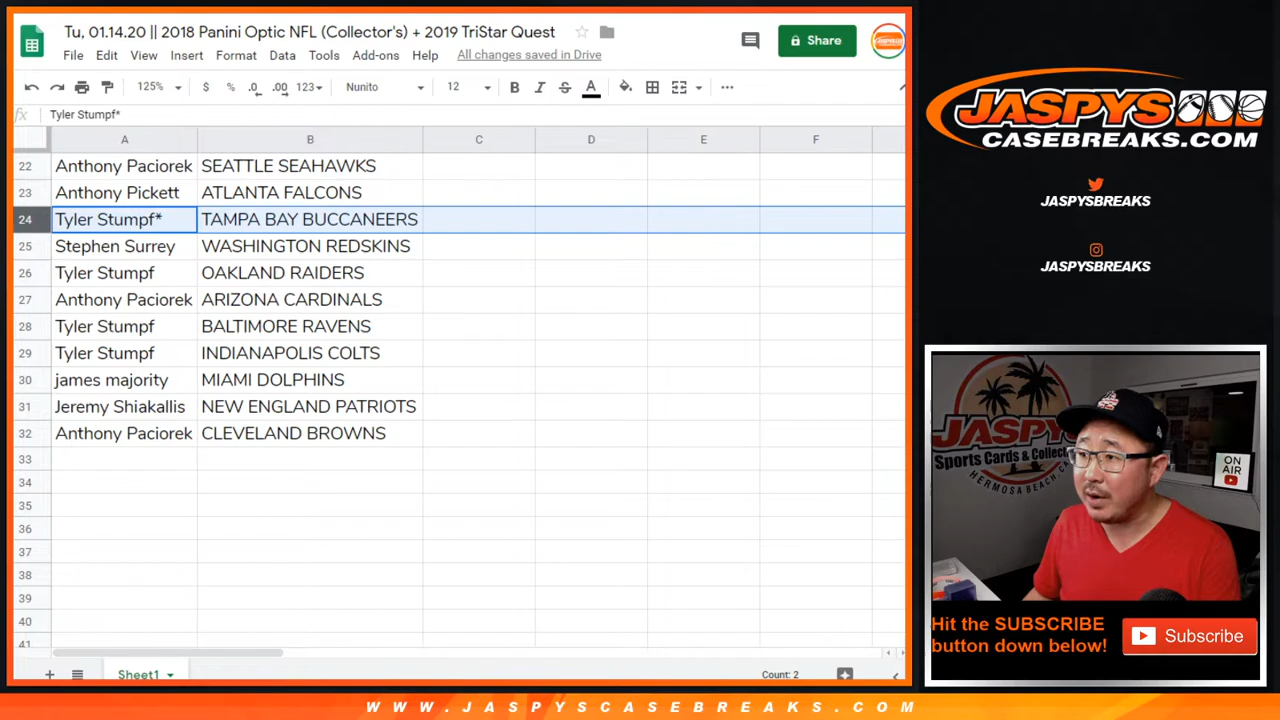 Tu, 01.14.20 || 2018 Panini Optic NFL (Collector's) + 2019 TriStar Quest
Share
File Edit View Insert Format Data Tools Add-ons Help All changes saved in Drive
125% $ % .0 .00 123 Nunito 12 B I S A
fx Tyler Stumpf*
A B C D E F
22 Anthony Paciorek SEATTLE SEAHAWKS
23 Anthony Pickett ATLANTA FALCONS
24 Tyler Stumpf* TAMPA BAY BUCCANEERS
25 Stephen Surrey WASHINGTON REDSKINS
26 Tyler Stumpf OAKLAND RAIDERS
27 Anthony Paciorek ARIZONA CARDINALS
28 Tyler Stumpf BALTIMORE RAVENS
29 Tyler Stumpf INDIANAPOLIS COLTS
30 james majority MIAMI DOLPHINS
31 Jeremy Shiakallis NEW ENGLAND PATRIOTS
32 Anthony Paciorek CLEVELAND BROWNS
33
34
35
36
37
38
39
40
41
Sheet1
Count: 2
JASPYS
CASEBREAKS.COM
JASPYSBREAKS
JASPYSBREAKS
JASPYS
Sports Cards & Collect
HERMOSA BEACH CA
ON
AIR
Hit the SUBSCRIBE
button down below!
Subscribe
WWW.JASPYSCASEBREAKS.COM